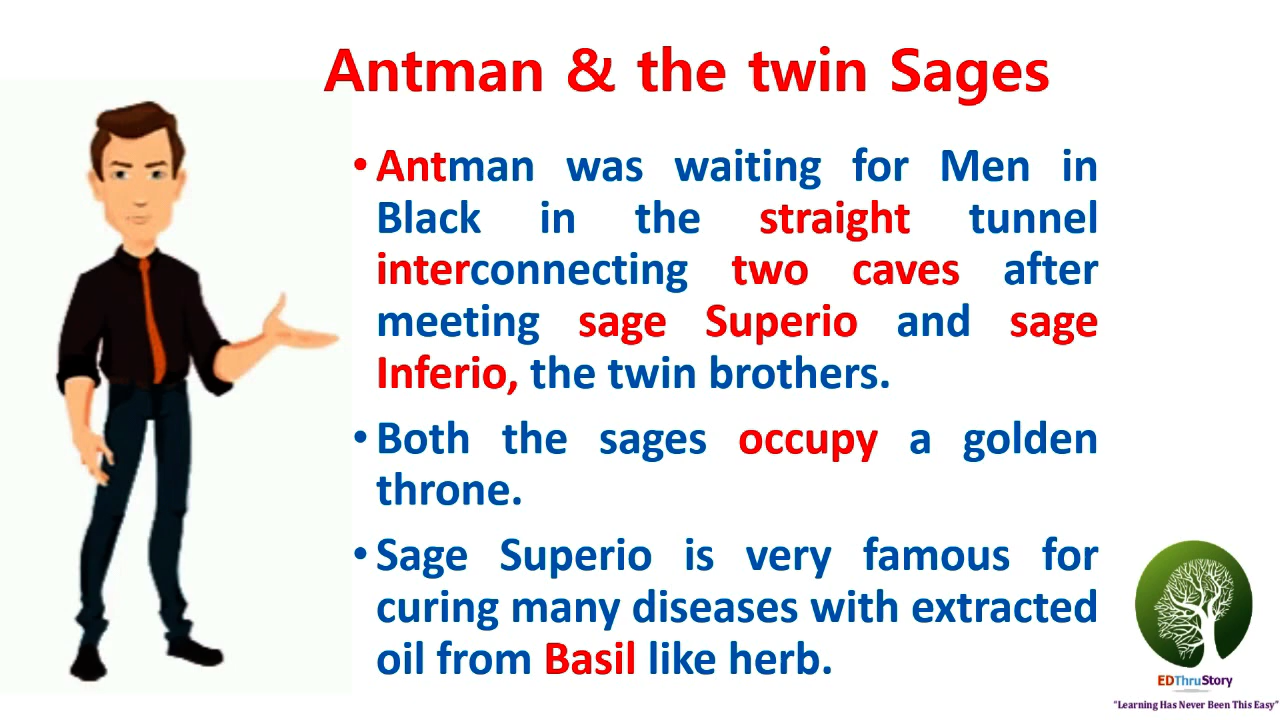 Antman & the twin Sages
• Antman was waiting for Men in
Black in the straight tunnel
interconnecting two caves after
meeting sage Superio and sage
Inferio, the twin brothers.
• Both the sages occupy a golden
throne.
• Sage Superio is very famous for
curing many diseases with extracted
oil from Basil like herb.
EDThruStory
"Learning Has Never Been This Easy"